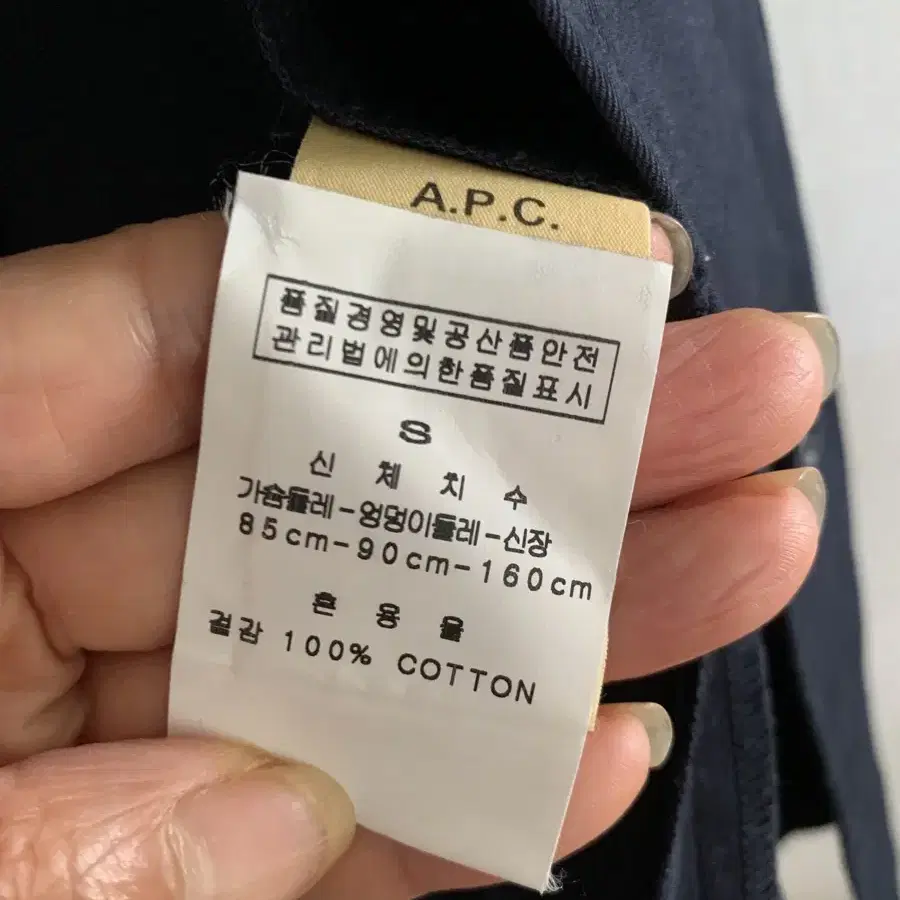 A.P.C.
품질경영및공산품안전
관리법에의한품질표시
S
신 체 치 수
가슴둘레-엉덩이둘레-신장
85cm-90cm-160cm
혼 용 율
겉감 100% COTTON